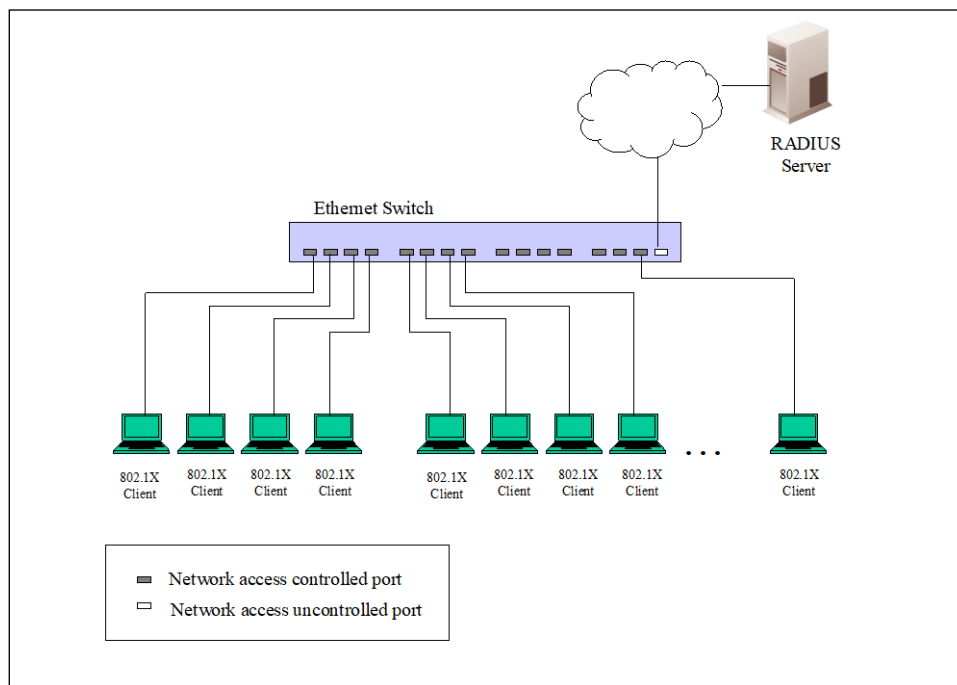 RADIUS
Server
Ethernet Switch
802.1X
Client
802.1X
Client
802.1X
Client
802.1X
Client
802.1X
Client
802.1X
Client
802.1X
Client
802.1X
Client
. . .
802.1X
Client
Network access controlled port
Network access uncontrolled port